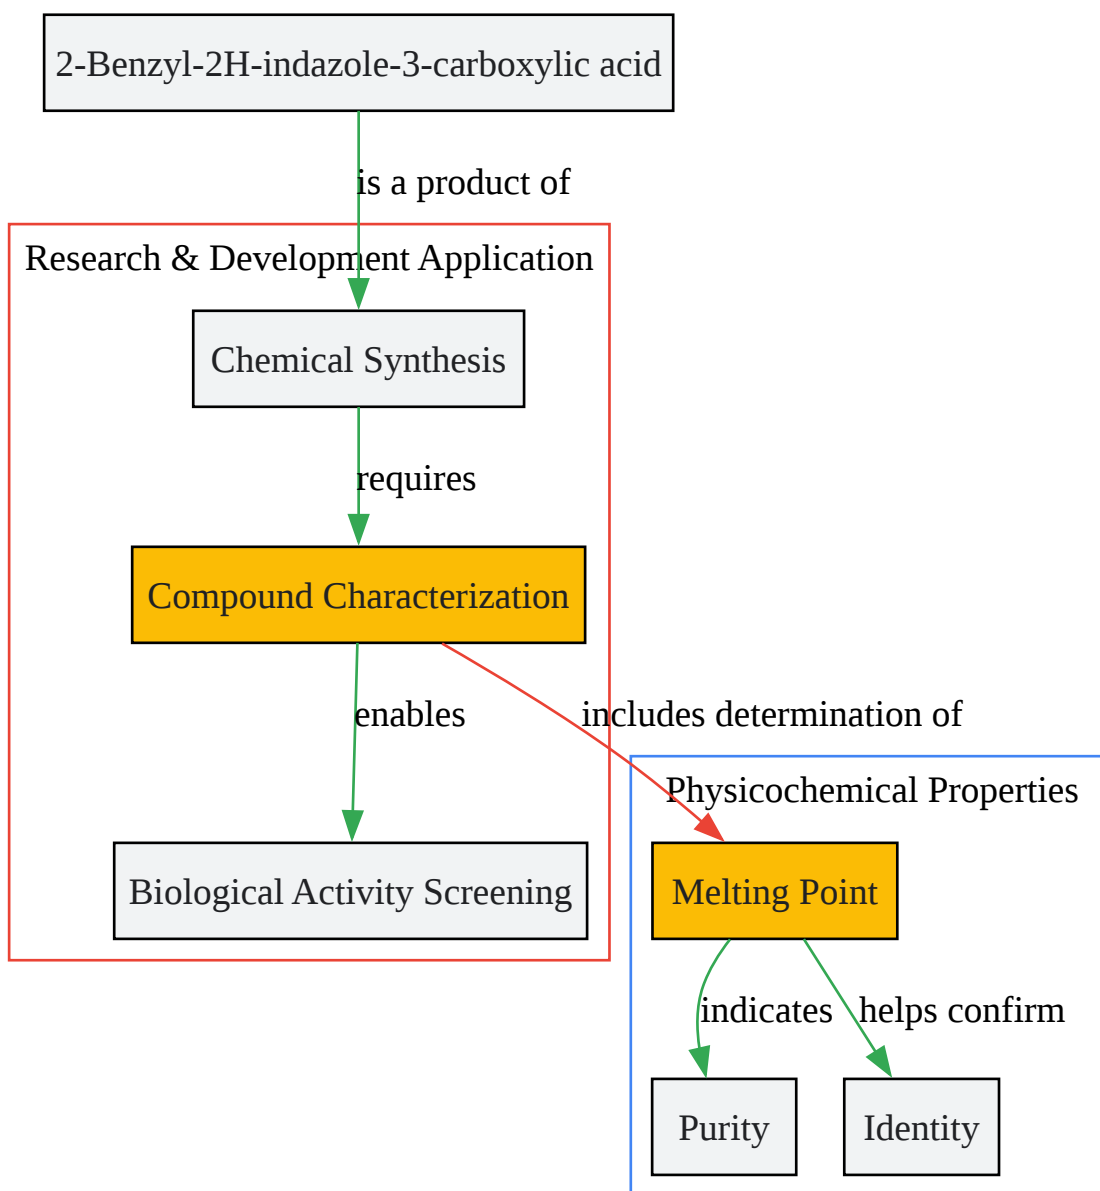 2-Benzyl-2H-indazole-3-carboxylic acid
is a product of
Research & Development Application
Chemical Synthesis
requires
Compound Characterization
enables
includes determination of
Physicochemical Properties
Biological Activity Screening
Melting Point
indicates
helps confirm
Purity
Identity